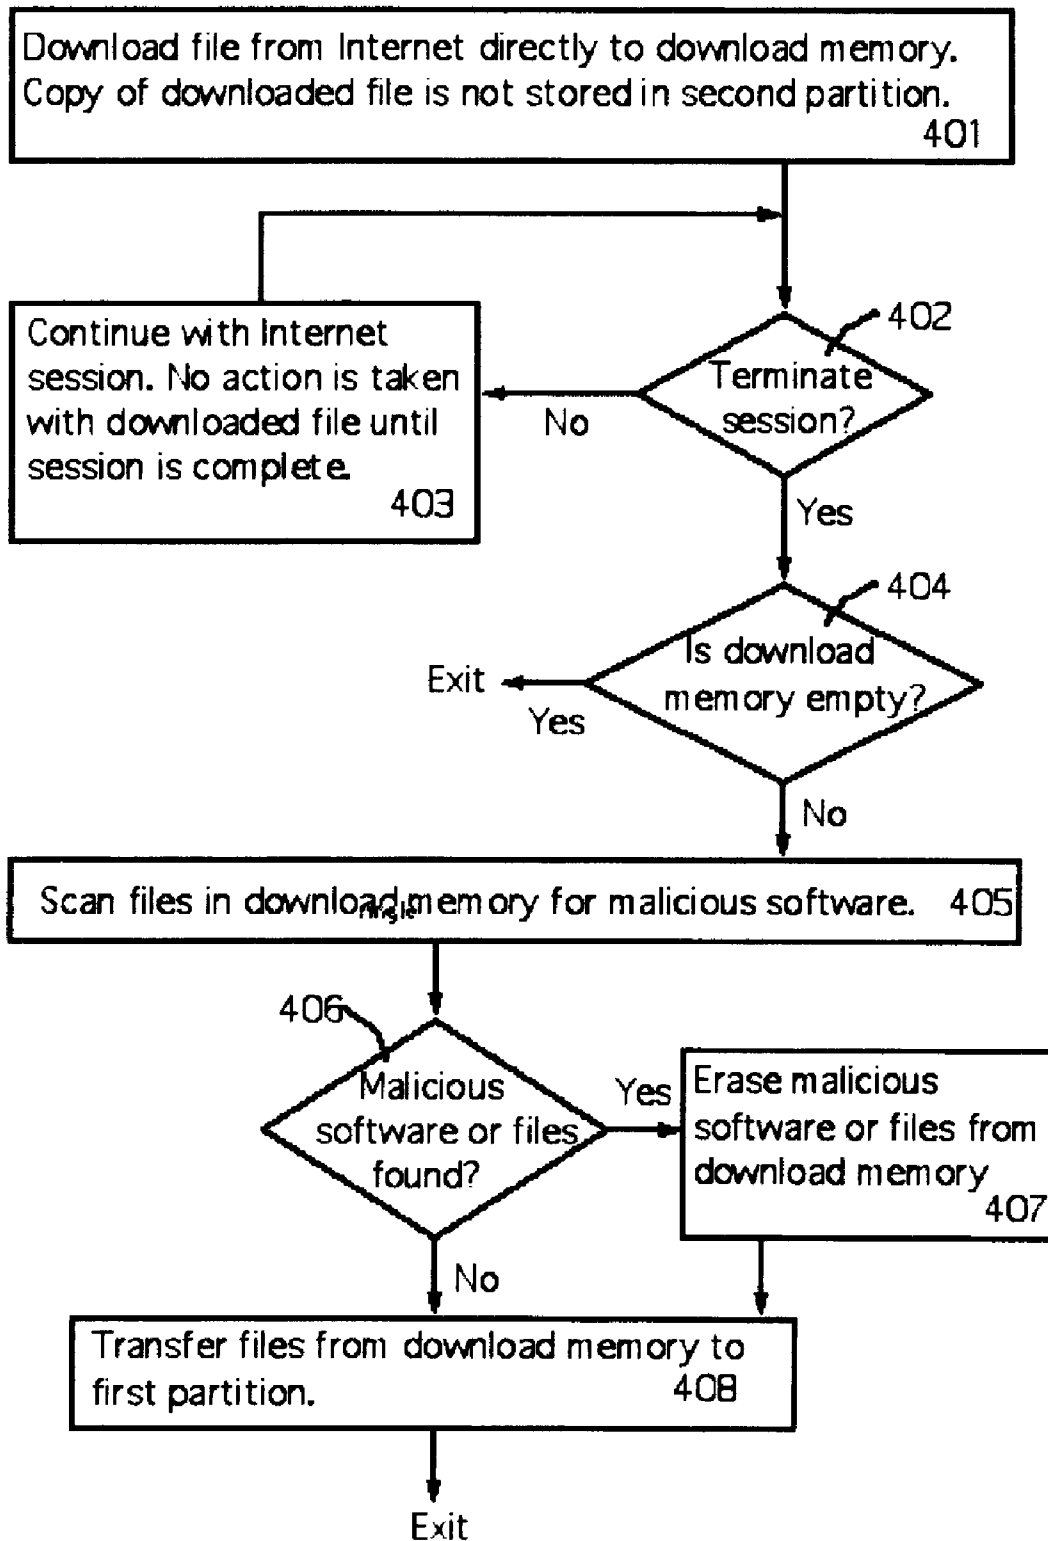 Download file from Internet directly to download memory.
Copy of downloaded file is not stored in second partition.
401
402
Terminate
session?
No
Continue with Internet
session. No action is taken
with downloaded file until
session is complete.
403
Yes
404
Is download
memory empty?
Exit
Yes
No
Scan files in download memory for malicious software. 405
406
Malicious
software or files
found?
Yes
Erase malicious
software or files from
download memory
407
No
Transfer files from download memory to
first partition.
408
Exit